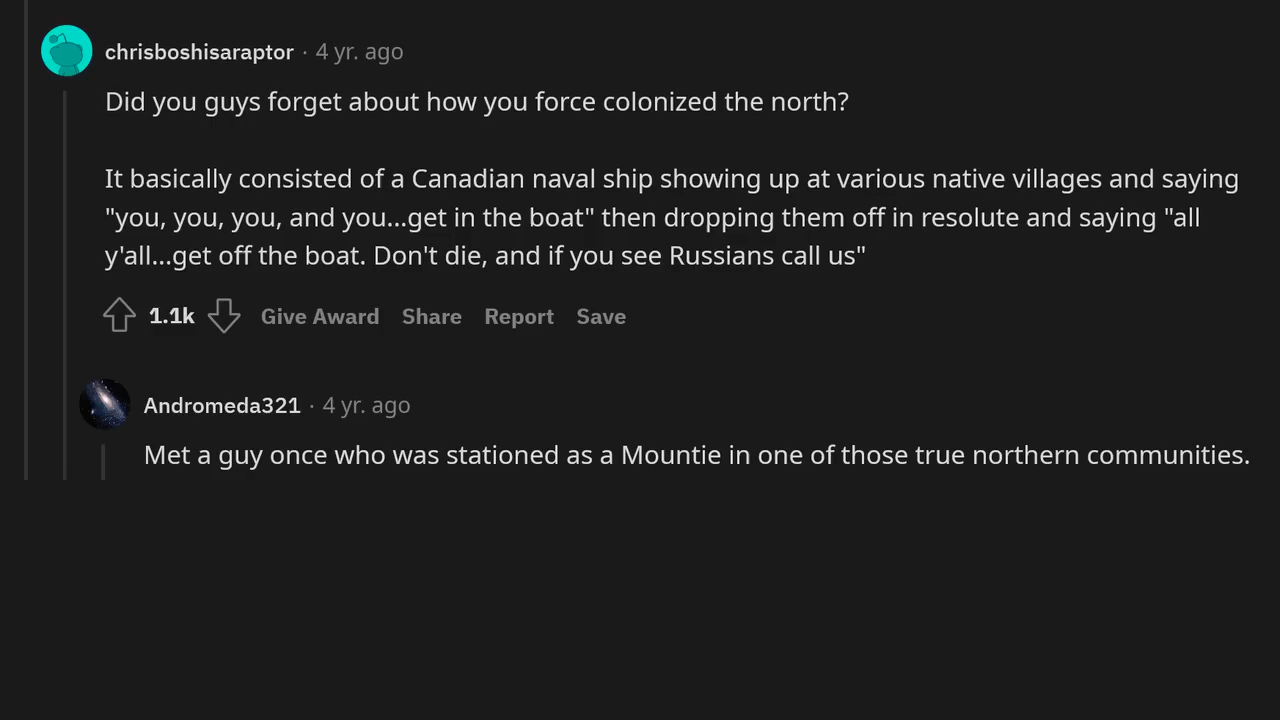 chrisboshisaraptor · 4 yr. ago
Did you guys forget about how you force colonized the north?
It basically consisted of a Canadian naval ship showing up at various native villages and saying
"you, you, you, and you...get in the boat" then dropping them off in resolute and saying "all
y'all...get off the boat. Don't die, and if you see Russians call us"
1.1k Give Award Share Report Save
Andromeda321 · 4 yr. ago
Met a guy once who was stationed as a Mountie in one of those true northern communities.